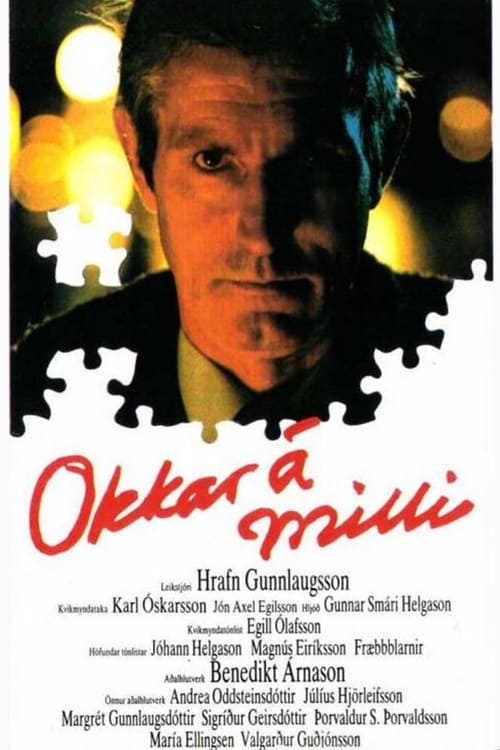 Okkar á
milli
Leikstjóri Hrafn Gunnlaugsson
Kvikmyndataka Karl Óskarsson Jón Axel Egilsson Hljóð Gunnar Smári Helgason
Kvikmyndatónlist Egill Ólafsson
Höfundar tónlistar Jóhann Helgason Magnús Eiríksson Fræbbblarnir
Aðalhlutverk Benedikt Árnason
Önnur aðalhlutverk Andrea Oddsteinsdóttir Júlíus Hjörleifsson
Margrét Gunnlaugsdóttir Sigríður Geirsdóttir Þorvaldur S. Þorvaldsson
María Ellingsen Valgarður Guðjónsson